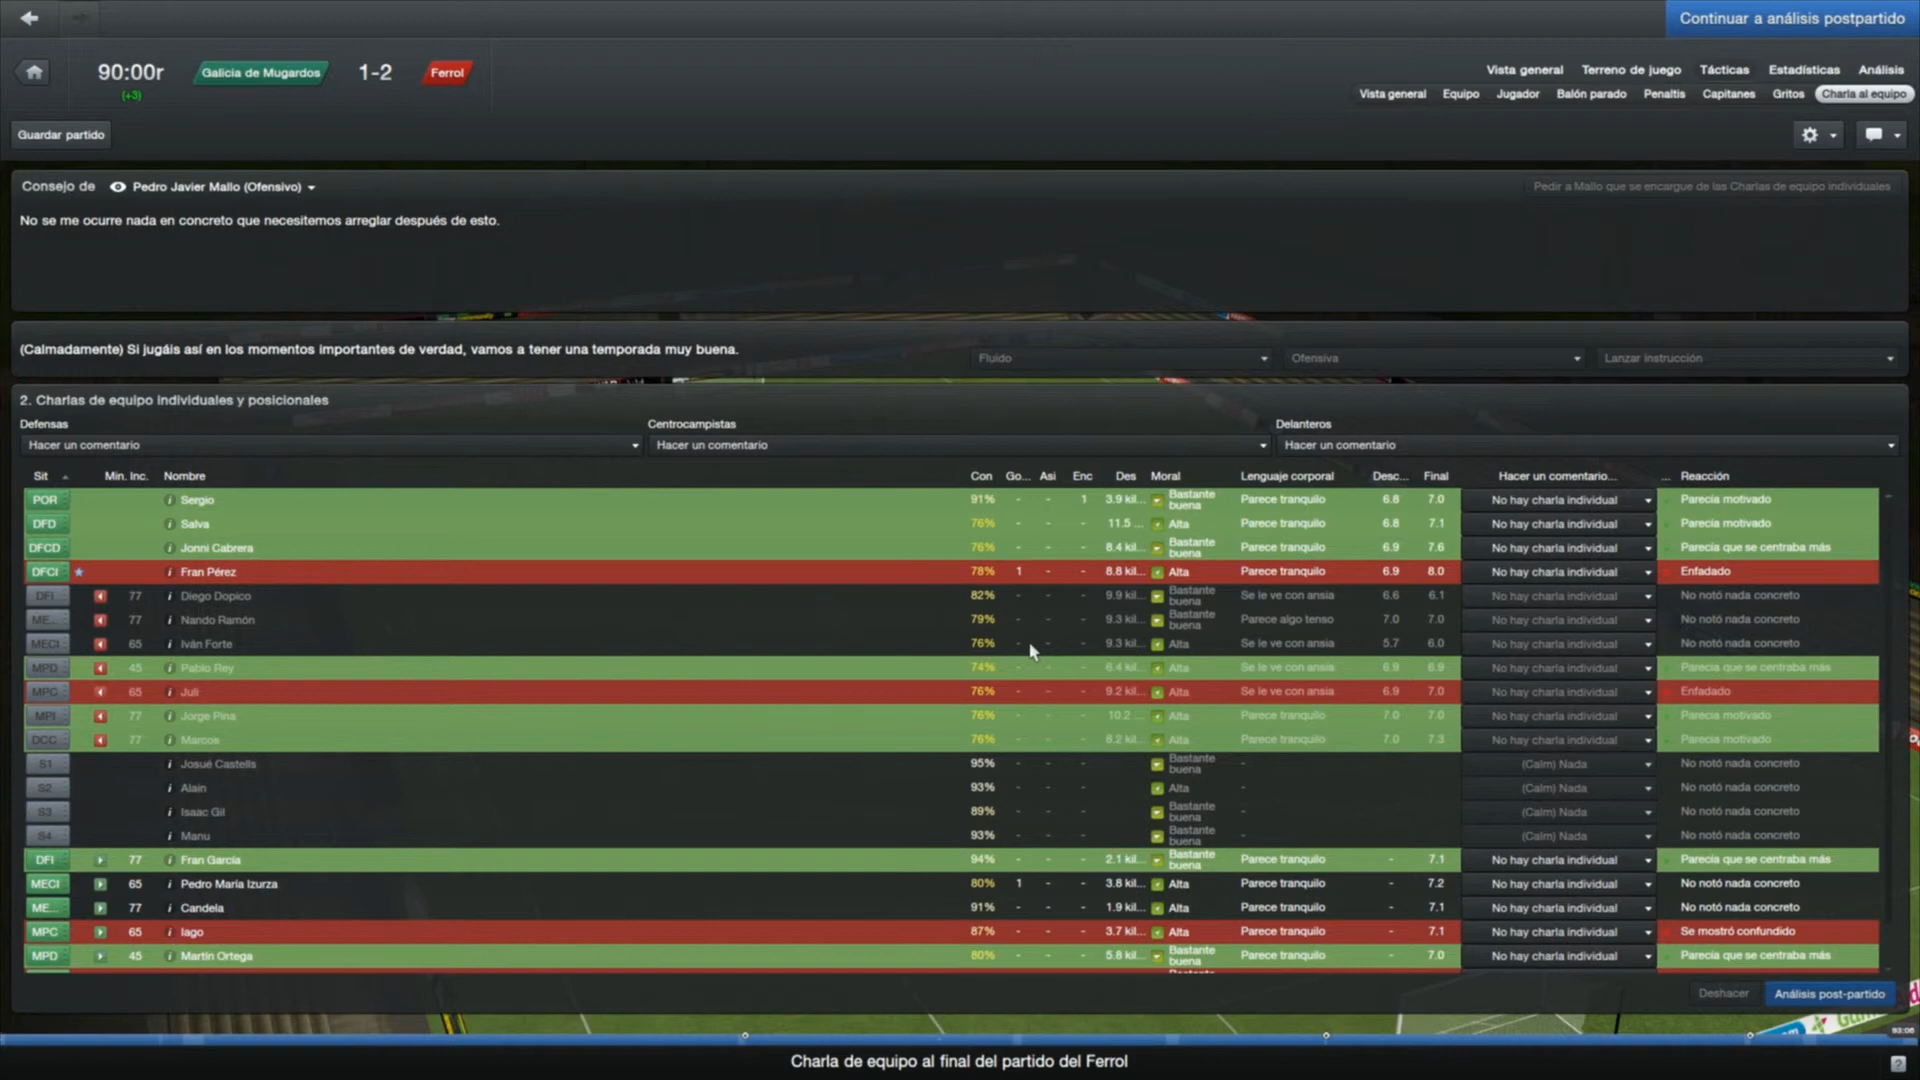 Continuar a análisis postpartido
90:00r Galicia de Mugardos 1-2 Ferrol
(+3)
Vista general Terreno de juego Tácticas Estadísticas Análisis
Vista general Equipo Jugador Balón parado Penaltis Capitanes Gritos Charla al equipo
Guardar partido
Consejo de Pedro Javier Mallo (Ofensivo)
Pedir a Mallo que se encargue de las Charlas de equipo individuales
No se me ocurre nada en concreto que necesitemos arreglar después de esto.
(Calmadamente) Si jugáis así en los momentos importantes de verdad, vamos a tener una temporada muy buena.
Fluido Ofensiva Lanzar instrucción
2. Charlas de equipo individuales y posicionales
Defensas Centrocampistas Delanteros
Hacer un comentario Hacer un comentario Hacer un comentario
Sit Min. Inc. Nombre Con Go... Asi Enc Des Moral Lenguaje corporal Desc... Final Hacer un comentario... ... Reacción
POR i Sergio 91% - - 1 3.9 kil... Bastante buena Parece tranquilo 6.8 7.0 No hay charla individual Parecía motivado
DFD i Salva 76% - - - 11.5 ... Alta Parece tranquilo 6.8 7.1 No hay charla individual Parecía motivado
DFCD i Jonni Cabrera 76% - - - 8.4 kil... Bastante buena Parece tranquilo 6.9 7.6 No hay charla individual Parecía que se centraba más
DFCI i Fran Pérez 78% 1 - - 8.8 kil... Alta Parece tranquilo 6.9 8.0 No hay charla individual Enfadado
DFI 77 i Diego Dopico 82% - - - 9.9 kil... Bastante buena Se le ve con ansia 6.6 6.1 No hay charla individual No notó nada concreto
ME... 77 i Nando Ramón 79% - - - 9.3 kil... Bastante buena Parece algo tenso 7.0 7.0 No hay charla individual No notó nada concreto
MECI 65 i Iván Forte 76% - - - 9.3 kil... Alta Se le ve con ansia 5.7 6.0 No hay charla individual No notó nada concreto
MPD 45 i Pablo Rey 74% - - - 6.4 kil... Alta Se le ve con ansia 6.9 6.9 No hay charla individual Parecía que se centraba más
MPC 65 i Juli 76% - - - 9.2 kil... Alta Se le ve con ansia 6.9 7.0 No hay charla individual Enfadado
MPI 77 i Jorge Pina 76% - - - 10.2 ... Alta Parece tranquilo 7.0 7.0 No hay charla individual Parecía motivado
DCC 77 i Marcos 76% - - - 8.2 kil... Alta Parece tranquilo 7.0 7.3 No hay charla individual Parecía motivado
S1 i Josué Castells 95% - - - Bastante buena - (Calm) Nada No notó nada concreto
S2 i Alain 93% - - - Alta - (Calm) Nada No notó nada concreto
S3 i Isaac Gil 89% - - - Bastante buena - (Calm) Nada No notó nada concreto
S4 i Manu 93% - - - Bastante buena - (Calm) Nada No notó nada concreto
DFI 77 i Fran García 94% - - - 2.1 kil... Bastante buena Parece tranquilo - 7.1 No hay charla individual Parecía que se centraba más
MECI 65 i Pedro María Izurza 80% 1 - - 3.8 kil... Alta Parece tranquilo - 7.2 No hay charla individual No notó nada concreto
ME... 77 i Candela 91% - - - 1.9 kil... Alta Parece tranquilo - 7.1 No hay charla individual No notó nada concreto
MPC 65 i Iago 87% - - - 3.7 kil... Alta Parece tranquilo - 7.1 No hay charla individual Se mostró confundido
MPD 45 i Martín Ortega 80% - - - 5.8 kil... Bastante buena Parece tranquilo - 7.0 No hay charla individual Parecía que se centraba más
Deshacer Análisis post-partido
93:06
Charla de equipo al final del partido del Ferrol
?